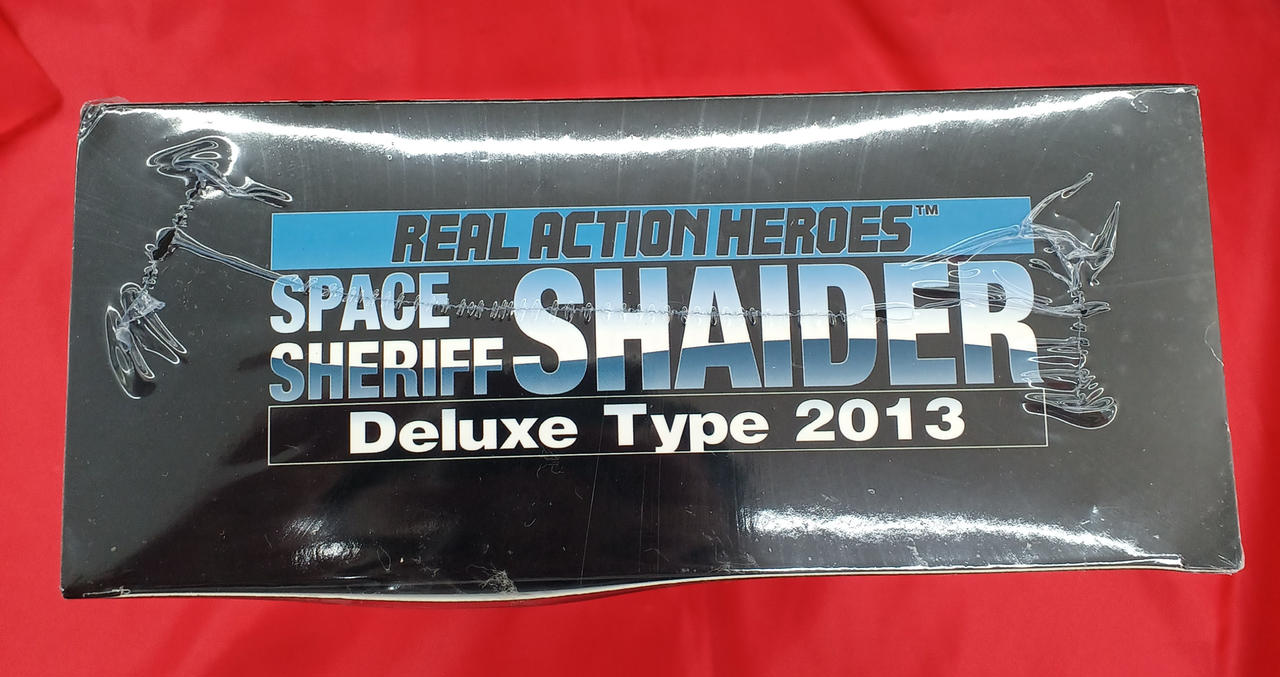 REAL ACTION HEROES™
SPACE
SHERIFF
SHAIDER
Deluxe Type 2013